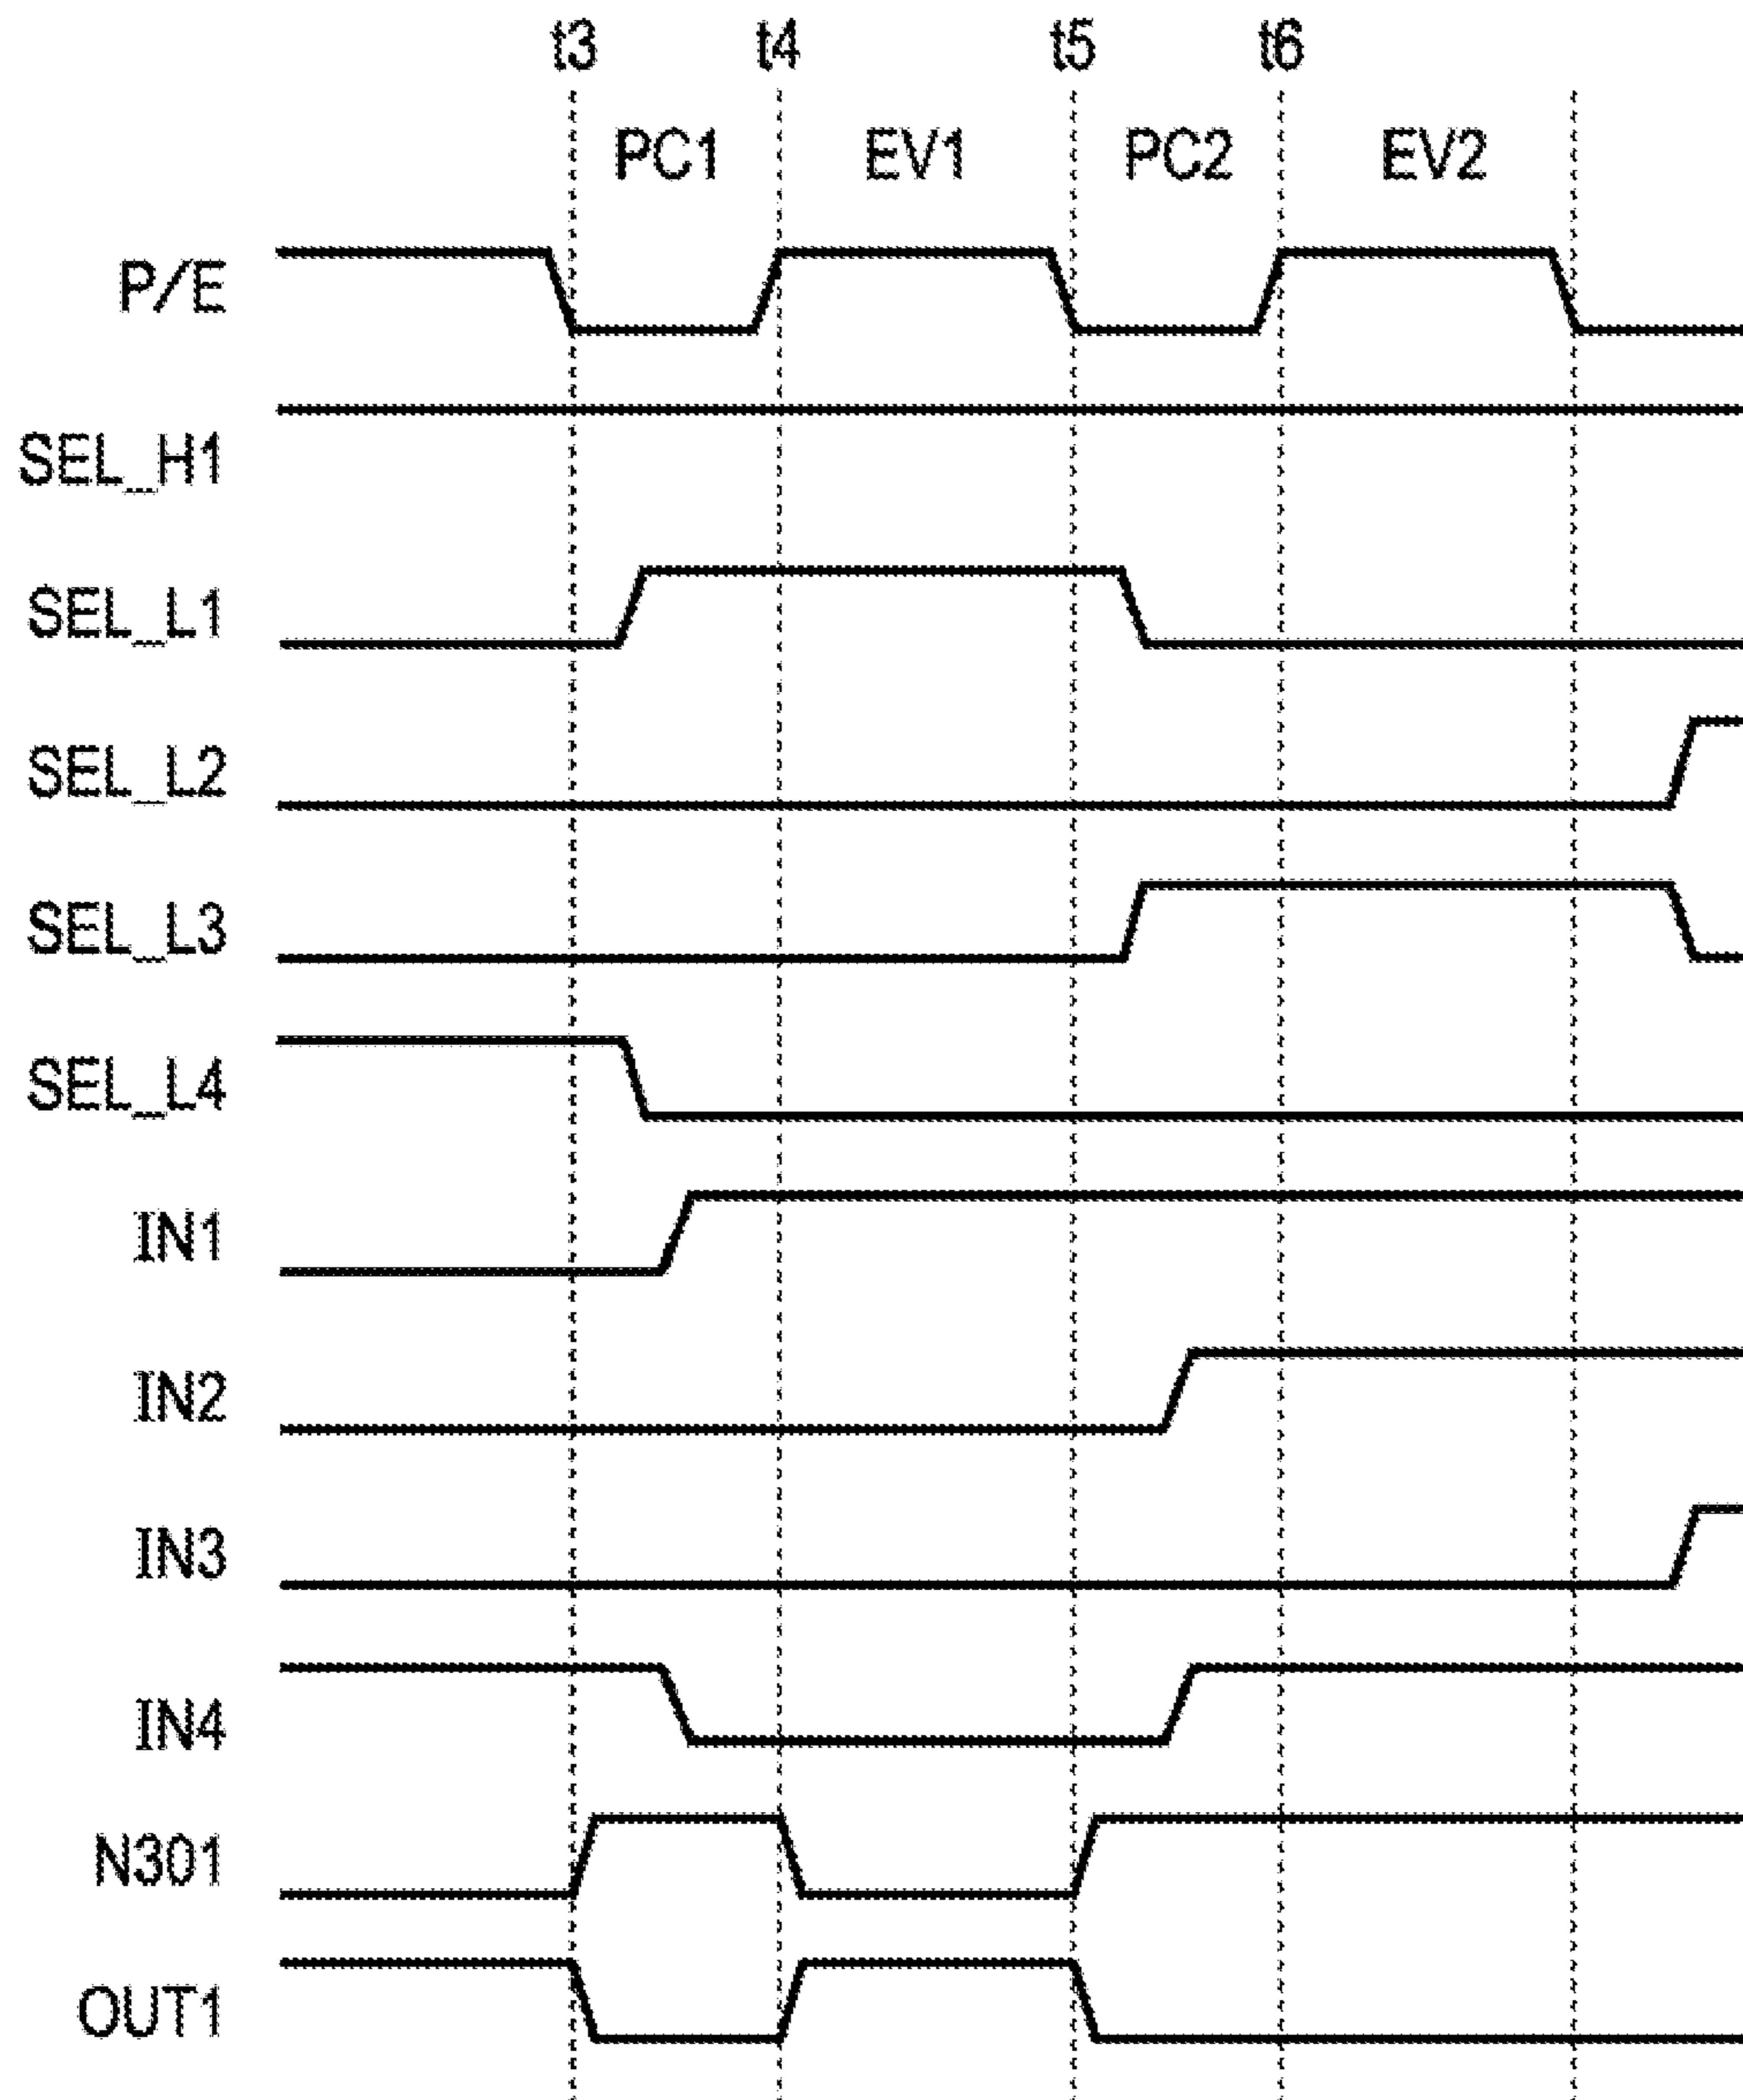 t3 t4 t5 t6
PC1 EV1 PC2 EV2
P/E
SEL_H1
SEL_L1
SEL_L2
SEL_L3
SEL_L4
IN1
IN2
IN3
IN4
N301
OUT1